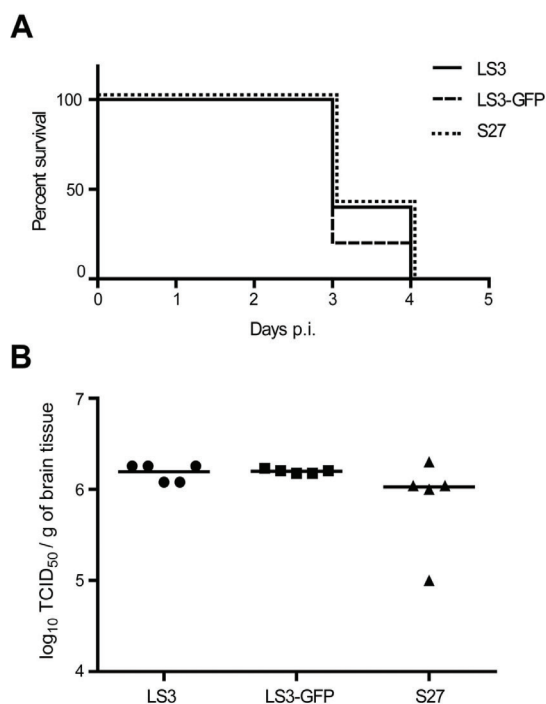 A
LS3
LS3-GFP
S27
Percent survival
100
50
0
0 1 2 3 4 5
Days p.i.
B
log10 TCID50 / g of brain tissue
7
6
5
4
LS3 LS3-GFP S27